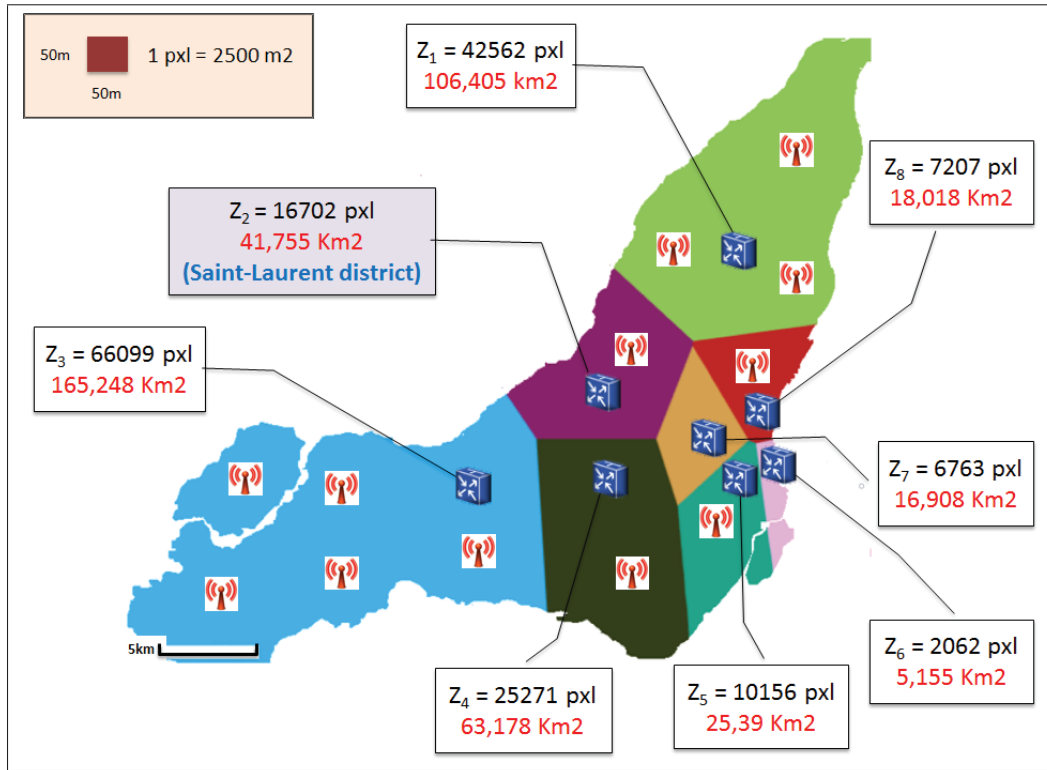 50m
1 pxl = 2500 m2
50m
Z₁ = 42562 pxl
106,405 km2
Z₈ = 7207 pxl
18,018 Km2
Z₂ = 16702 pxl
41,755 Km2
(Saint-Laurent district)
Z₃ = 66099 pxl
165,248 Km2
Z₇ = 6763 pxl
16,908 Km2
5km
Z₄ = 25271 pxl
63,178 Km2
Z₅ = 10156 pxl
25,39 Km2
Z₆ = 2062 pxl
5,155 Km2